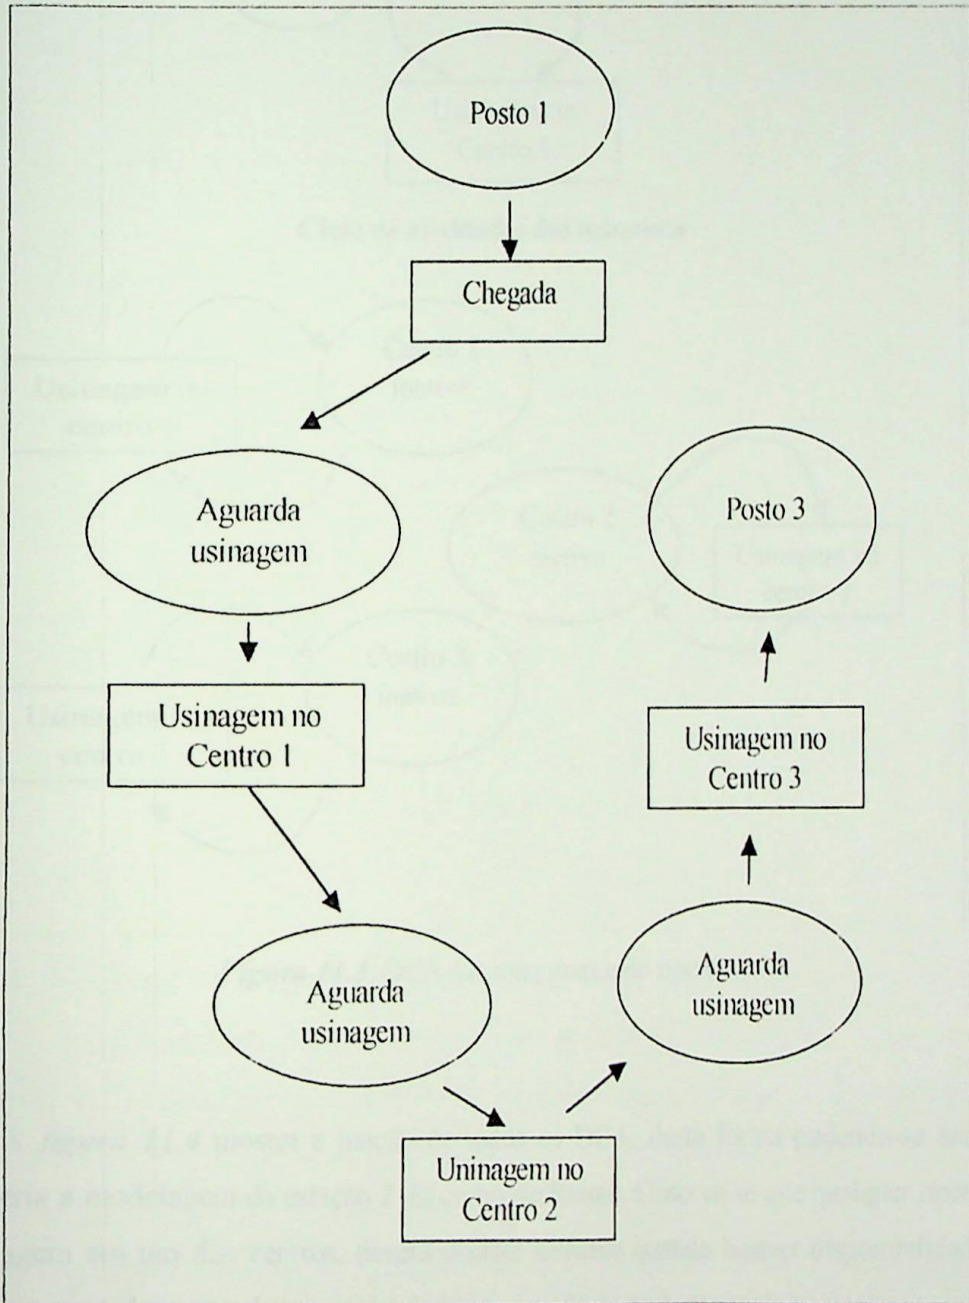 Posto 1
Chegada
Aguarda
usinagem
Usinagem no
Centro 1
Aguarda
usinagem
Uninagem no
Centro 2
Aguarda
usinagem
Usinagem no
Centro 3
Posto 3